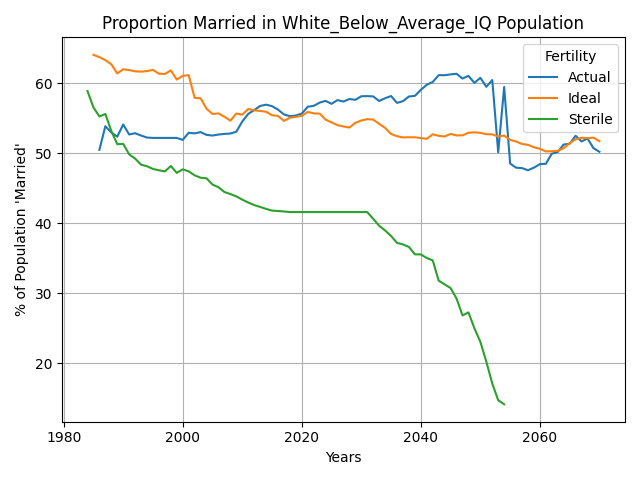 Proportion Married in White_Below_Average_IQ Population
% of Population 'Married'
60
50
40
30
20
Fertility
Actual
Ideal
Sterile
1980 2000 2020 2040 2060
Years